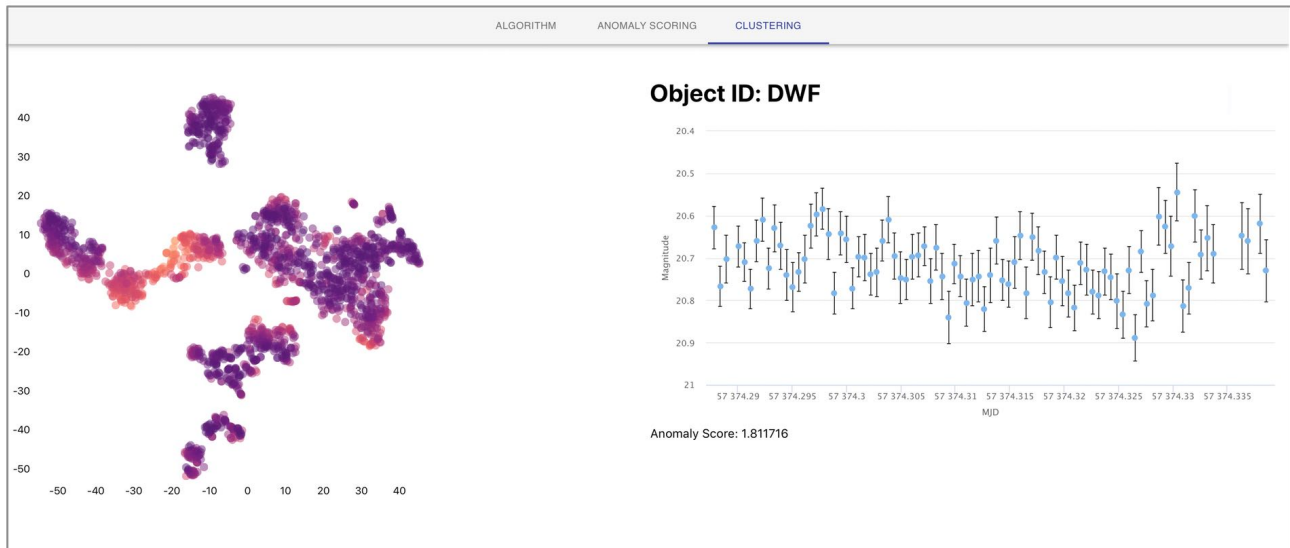 ALGORITHM ANOMALY SCORING CLUSTERING
40
30
20
10
0
-10
-20
-30
-40
-50
-50 -40 -30 -20 -10 0 10 20 30 40
Object ID: DWF
Magnitude
20.4
20.5
20.6
20.7
20.8
20.9
21
57 374.29 57 374.295 57 374.3 57 374.305 57 374.31 57 374.315 57 374.32 57 374.325 57 374.33 57 374.335
MJD
Anomaly Score: 1.811716